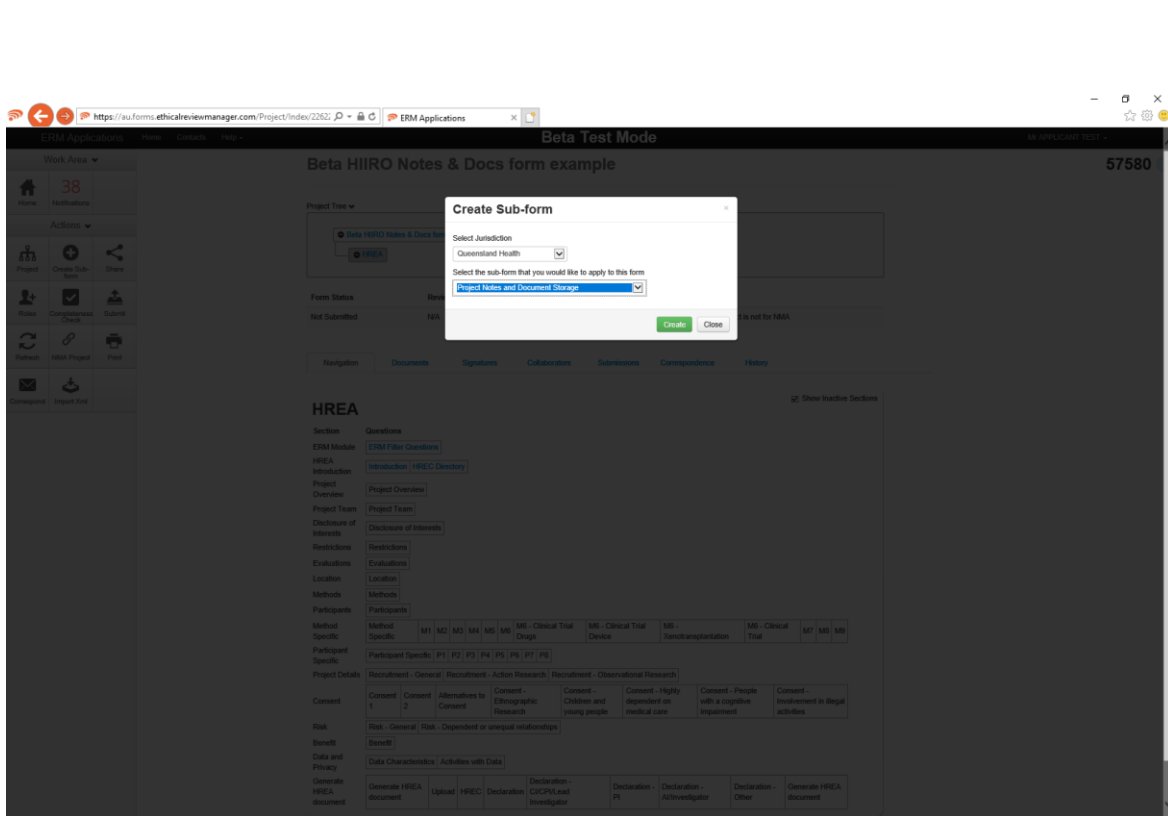 https://au.forms.ethicalreviewmanager.com/Project/Index/2262
ERM Applications
ERM Applications Home Contacts Help
Beta Test Mode
Mr APPLICANT TEST
Work Area
Beta HIIRO Notes & Docs form example
57580
38
Home Notifications
Actions
Project Create Sub-form Share
Roles Completeness Check Submit
Refresh NMA Project Print
Correspond Import Xml
Project Tree
Beta HIIRO Notes & Docs form
HREA
Create Sub-form
×
Select Jurisdiction
Queensland Health
Select the sub-form that you would like to apply to this form
Project Notes and Document Storage
Create Close
Form Status
Not Submitted N/A
t is not for NMA
Navigation Documents Signatures Collaborators Submissions Correspondence History
Show Inactive Sections
HREA
Section Questions
ERM Module ERM Filter Questions
HREA Introduction Introduction HREC Directory
Project Overview Project Overview
Project Team Project Team
Disclosure of Interests Disclosure of Interests
Restrictions Restrictions
Evaluations Evaluations
Location Location
Methods Methods
Participants Participants
Method Specific Method Specific M1 M2 M3 M4 M5 M6 M6 - Clinical Trial Drugs M6 - Clinical Trial Device M6 - Xenotransplantation M6 - Clinical Trial M7 M8 M9
Participant Specific Participant Specific P1 P2 P3 P4 P5 P6 P7 P8
Project Details Recruitment - General Recruitment - Action Research Recruitment - Observational Research
Consent Consent 1 Consent 2 Alternatives to Consent Consent - Ethnographic Research Consent - Children and young people Consent - Highly dependent on medical care Consent - People with a cognitive impairment Consent - Involvement in illegal activities
Risk Risk - General Risk - Dependent or unequal relationships
Benefit Benefit
Data and Privacy Data Characteristics Activities with Data
Generate HREA document Generate HREA document Upload HREC Declaration Declaration - CI/CPI/Lead Investigator Declaration - PI Declaration - AI/Investigator Declaration - Other Generate HREA document